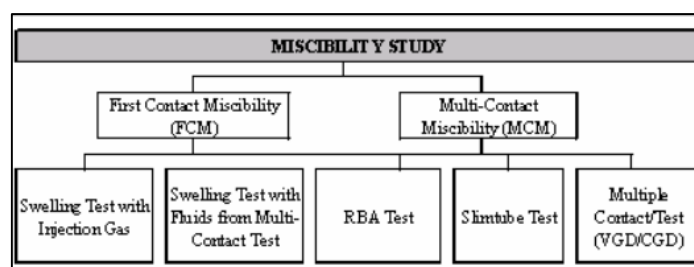 MISCIBILITY STUDY
First Contact Miscibility
(FCM)
Multi-Contact
Miscibility (MCM)
Swelling Test with
Injection Gas
Swelling Test with
Fluids from Multi-
Contact Test
RBA Test
Slimtube Test
Multiple
Contact/Test
(VGD/CGD)